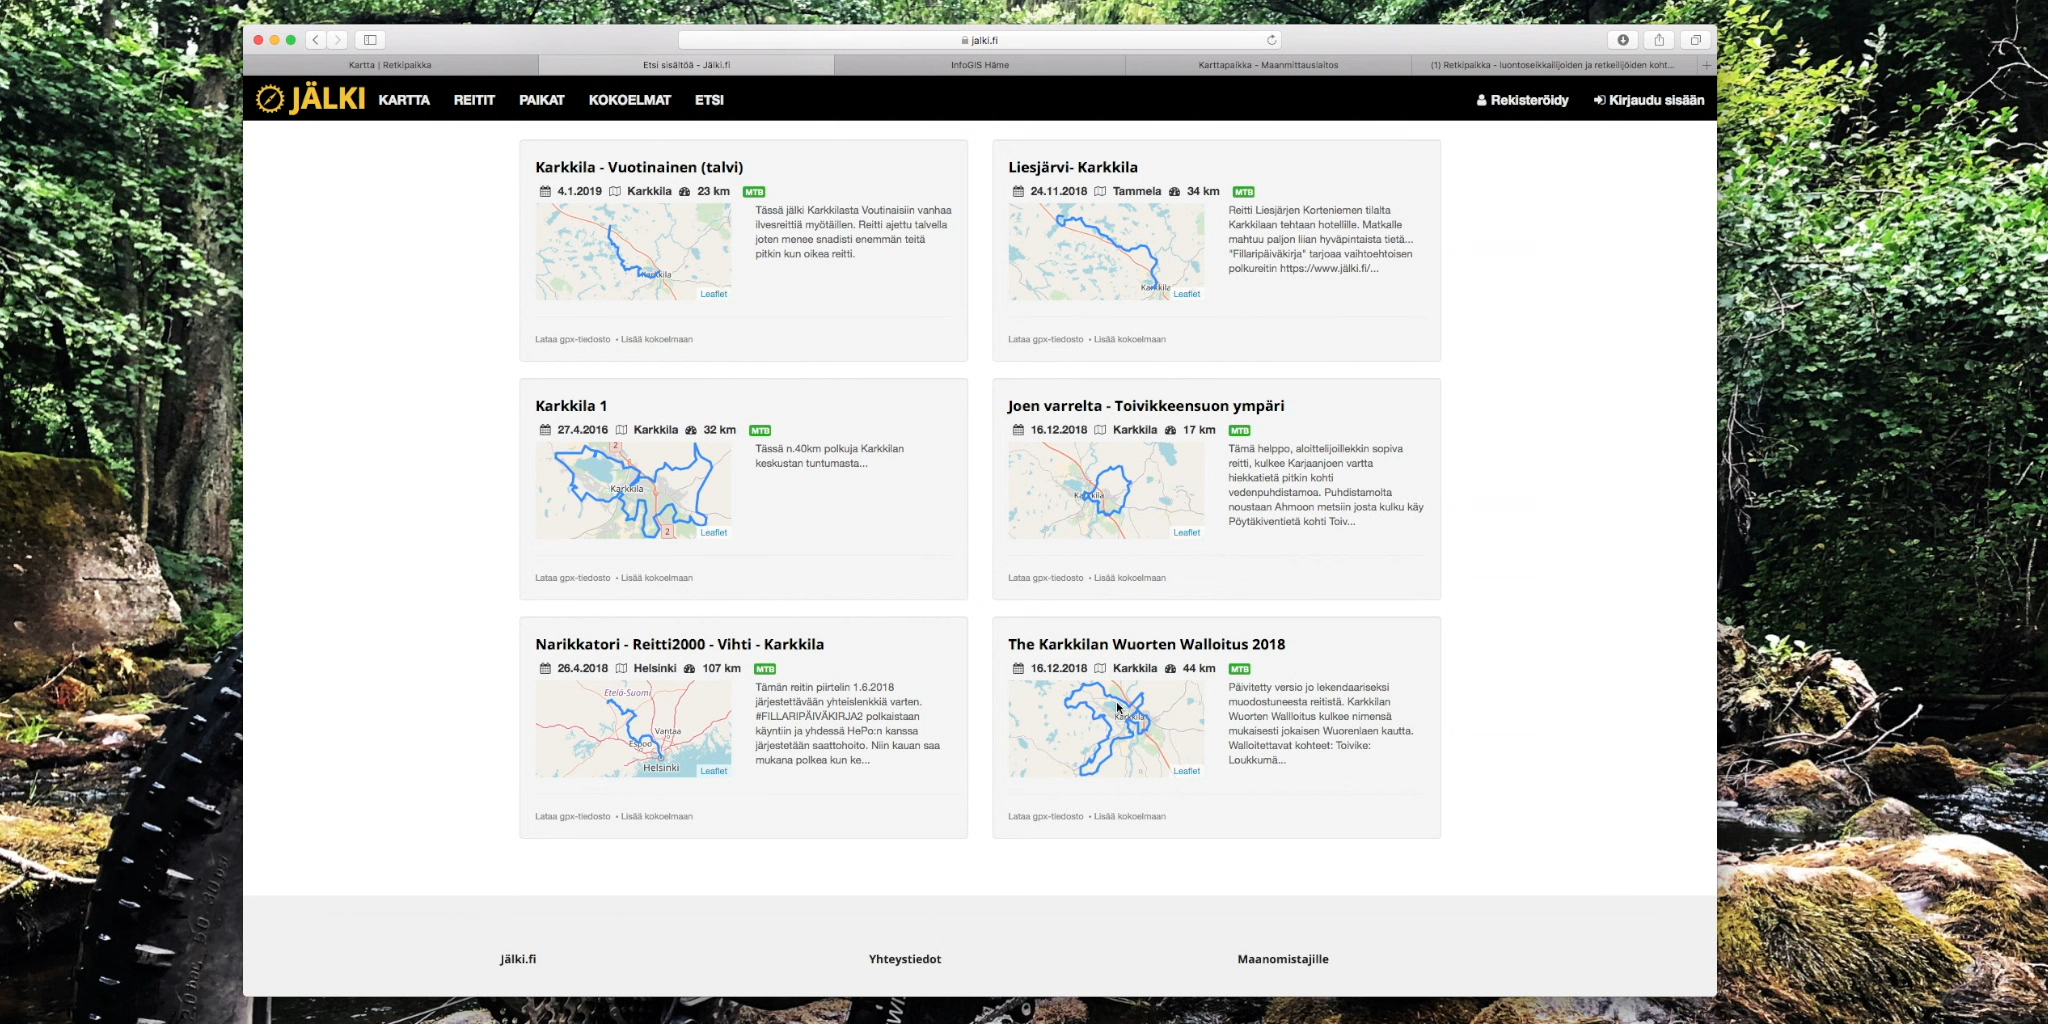 jalki.fi
Kartta | Retkipaikka
Etsi sisältöä - Jälki.fi
InfoGIS Häme
Karttapaikka - Maanmittauslaitos
(1) Retkipaikka - luontoseikkailijoiden ja retkeilijöiden koht...
JÄLKI
KARTTA
REITIT
PAIKAT
KOKOELMAT
ETSI
Rekisteröidy
Kirjaudu sisään
Karkkila - Vuotinainen (talvi)
4.1.2019 Karkkila 23 km MTB
Karkkila
Leaflet
Tässä jälki Karkkilasta Voutinaisiin vanhaa
ilvesreittiä myötäillen. Reitti ajettu talvella
joten menee snadisti enemmän teitä
pitkin kun oikea reitti.
Lataa gpx-tiedosto • Lisää kokoelmaan
Liesjärvi- Karkkila
24.11.2018 Tammela 34 km MTB
Karkkila
Leaflet
Reitti Liesjärjen Korteniemen tilalta
Karkkilaan tehtaan hotellille. Matkalle
mahtuu paljon liian hyväpintaista tietä...
"Fillaripäiväkirja" tarjoaa vaihtoehtoisen
polkureitin https://www.jälki.fi/...
Lataa gpx-tiedosto • Lisää kokoelmaan
Karkkila 1
27.4.2016 Karkkila 32 km MTB
2
Karkkila
2
Leaflet
Tässä n.40km polkuja Karkkilan
keskustan tuntumasta...
Lataa gpx-tiedosto • Lisää kokoelmaan
Joen varrelta - Toivikkeensuon ympäri
16.12.2018 Karkkila 17 km MTB
Karkkila
Leaflet
Tämä helppo, aloittelijoillekkin sopiva
reitti, kulkee Karjaanjoen vartta
hiekkatietä pitkin kohti
vedenpuhdistamoa. Puhdistamolta
noustaan Ahmoon metsiin josta kulku käy
Pöytäkiventietä kohti Toiv...
Lataa gpx-tiedosto • Lisää kokoelmaan
Narikkatori - Reitti2000 - Vihti - Karkkila
26.4.2018 Helsinki 107 km MTB
Etelä-Suomi
Vantaa
Espoo
Helsinki
Leaflet
Tämän reitin piirtelin 1.6.2018
järjestettävään yhteislenkkiä varten.
#FILLARIPÄIVÄKIRJA2 polkaistaan
käyntiin ja yhdessä HePo:n kanssa
järjestetään saattohoito. Niin kauan saa
mukana polkea kun ke...
Lataa gpx-tiedosto • Lisää kokoelmaan
The Karkkilan Wuorten Walloitus 2018
16.12.2018 Karkkila 44 km MTB
Karkkila
Leaflet
Päivitetty versio jo lekendaariseksi
muodostuneesta reitistä. Karkkilan
Wuorten Wallloitus kulkee nimensä
mukaisesti jokaisen Wuorenlaen kautta.
Walloitettavat kohteet: Toivike:
Loukkumä...
Lataa gpx-tiedosto • Lisää kokoelmaan
Jälki.fi
Yhteystiedot
Maanomistajille